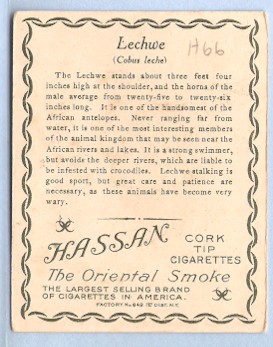 Lechwe
H66
(Cobus leche)
The Lechwe stands about three feet four
inches high at the shoulder, and the horns of the
male average from twenty-five to twenty-six
inches long. It is one of the handsomest of the
African antelopes. Never ranging far from
water, it is one of the most interesting members
of the animal kingdom that may be seen near the
African rivers and lakes. It is a strong swimmer,
but avoids the deeper rivers, which are liable to
be infested with crocodiles. Lechwe stalking is
good sport, but great care and patience are
necessary, as these animals have become very
wary.
HASSAN
CORK
TIP
CIGARETTES
The Oriental Smoke
THE LARGEST SELLING BRAND
OF CIGARETTES IN AMERICA.
FACTORY No. 649 1ST DIST. N.Y.